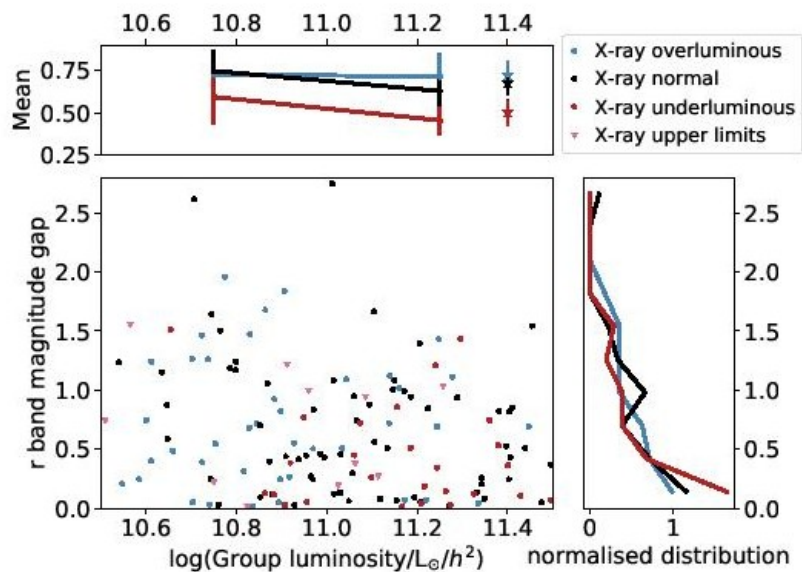 10.6 10.8 11.0 11.2 11.4
0.75
0.50
0.25
Mean
X-ray overluminous
X-ray normal
X-ray underluminous
X-ray upper limits
2.5
2.0
1.5
1.0
0.5
0.0
r band magnitude gap
10.6 10.8 11.0 11.2 11.4
log(Group luminosity/L☉/h²)
2.5
2.0
1.5
1.0
0.5
0.0
0 1
normalised distribution